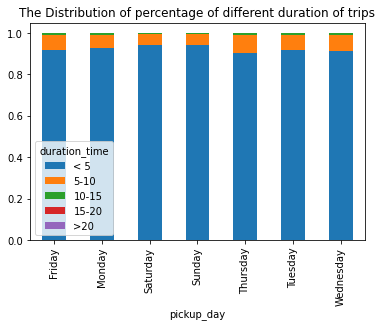 The Distribution of percentage of different duration of trips
1.0
0.8
0.6
0.4
0.2
0.0
duration_time
< 5
5-10
10-15
15-20
>20
Friday
Monday
Saturday
Sunday
Thursday
Tuesday
Wednesday
pickup_day